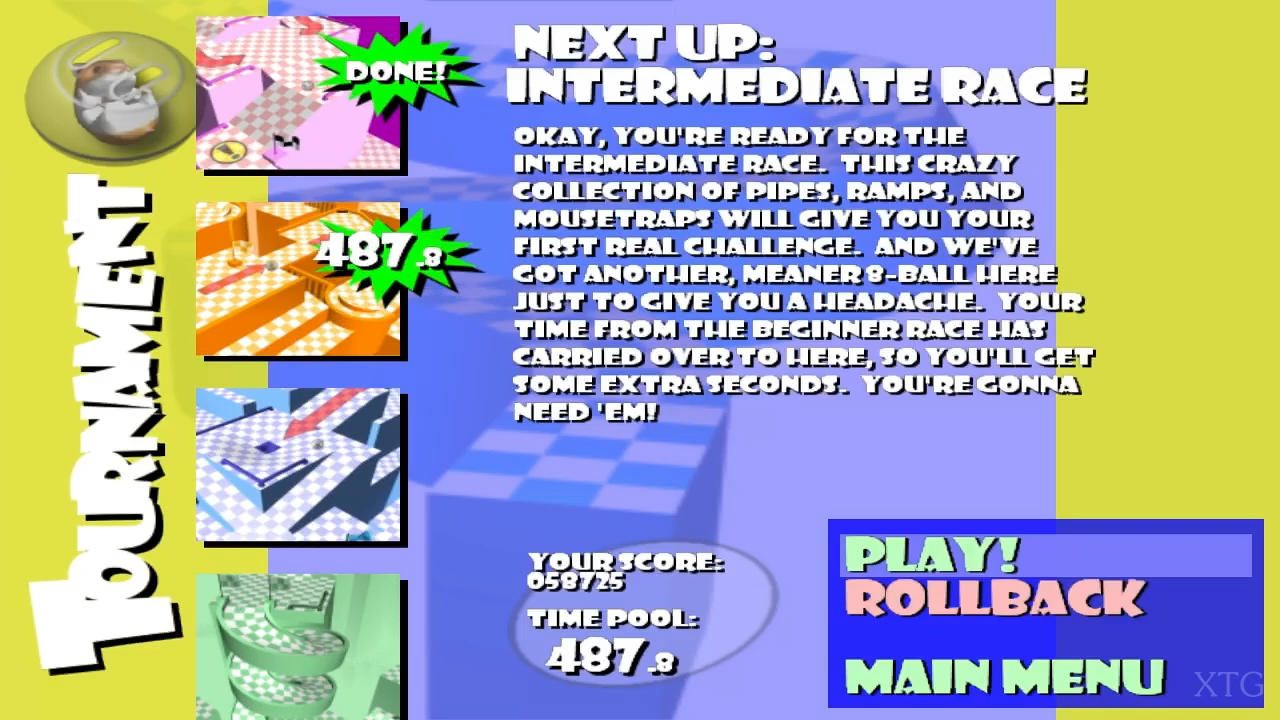 TOURNAMENT
DONE!
487.8
NEXT UP:
INTERMEDIATE RACE
OKAY, YOU'RE READY FOR THE
INTERMEDIATE RACE. THIS CRAZY
COLLECTION OF PIPES, RAMPS, AND
MOUSETRAPS WILL GIVE YOU YOUR
FIRST REAL CHALLENGE. AND WE'VE
GOT ANOTHER, MEANER 8-BALL HERE
JUST TO GIVE YOU A HEADACHE. YOUR
TIME FROM THE BEGINNER RACE HAS
CARRIED OVER TO HERE, SO YOU'LL GET
SOME EXTRA SECONDS. YOU'RE GONNA
NEED 'EM!
YOUR SCORE:
058725
TIME POOL:
487.8
PLAY!
ROLLBACK
MAIN MENU
XTG